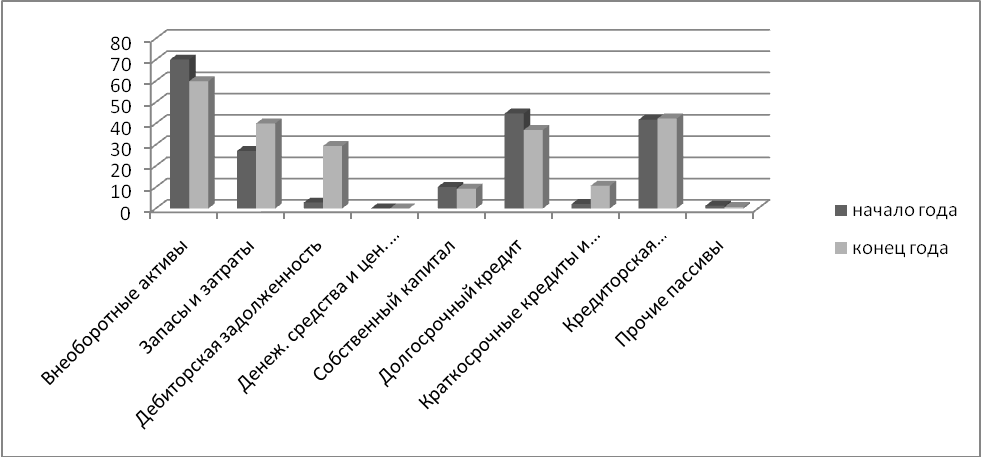 80
70
60
50
40
30
20
10
0
Внеоборотные активы
Запасы и затраты
Дебиторская задолженность
Денеж. средства и цен. ...
Собственный капитал
Долгосрочный кредит
Краткосрочные кредиты и...
Кредиторская...
Прочие пассивы
начало года
конец года